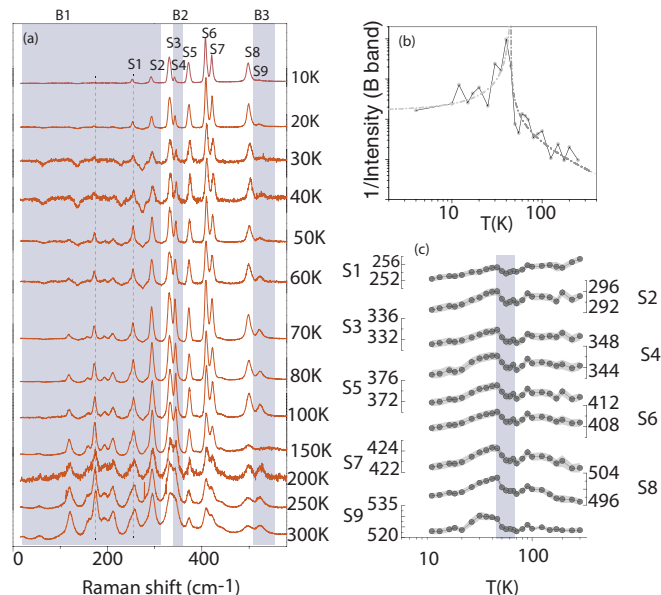 B1 B2 B3
(a)
S1 S2 S3 S4 S5 S6 S7 S8 S9
10K
20K
30K
40K
50K
60K
70K
80K
100K
150K
200K
250K
300K
0 200 400
Raman shift (cm-1)
(b)
1/Intensity (B band)
10 100
T(K)
(c)
S1 256
252
296 S2
292
S3 336
332
348 S4
344
S5 376
372
412 S6
408
S7 424
422
504 S8
496
S9 535
520
10 100
T(K)